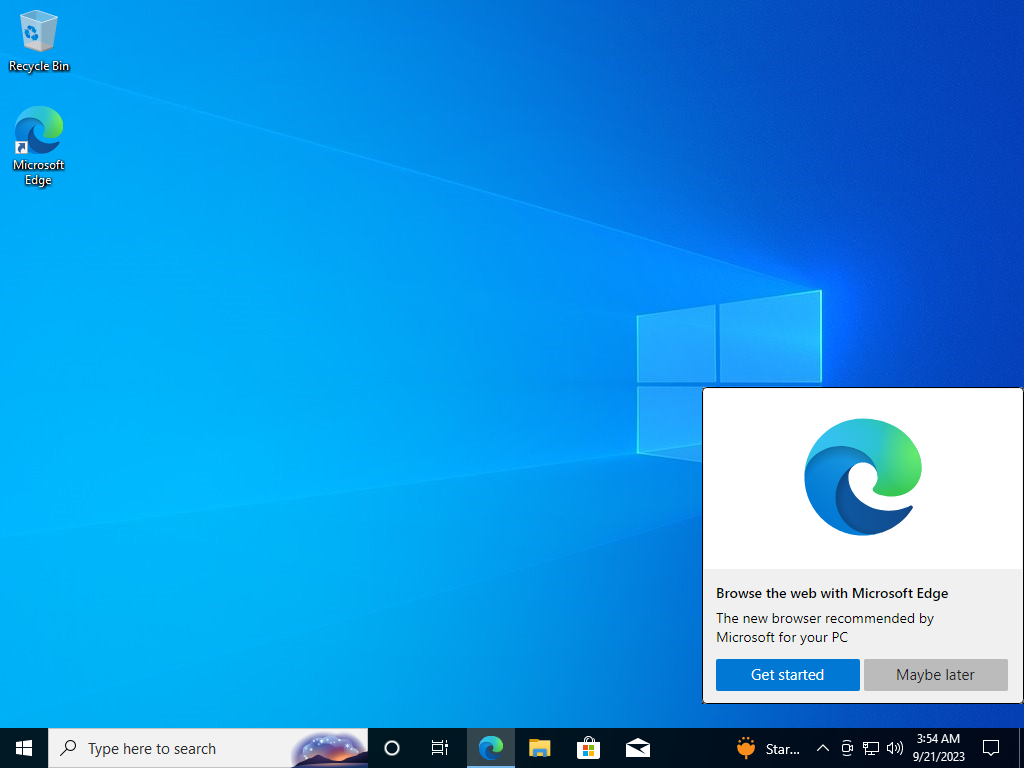 Recycle Bin
Microsoft
Edge
Browse the web with Microsoft Edge
The new browser recommended by
Microsoft for your PC
Get started
Maybe later
Type here to search
Star...
3:54 AM
9/21/2023